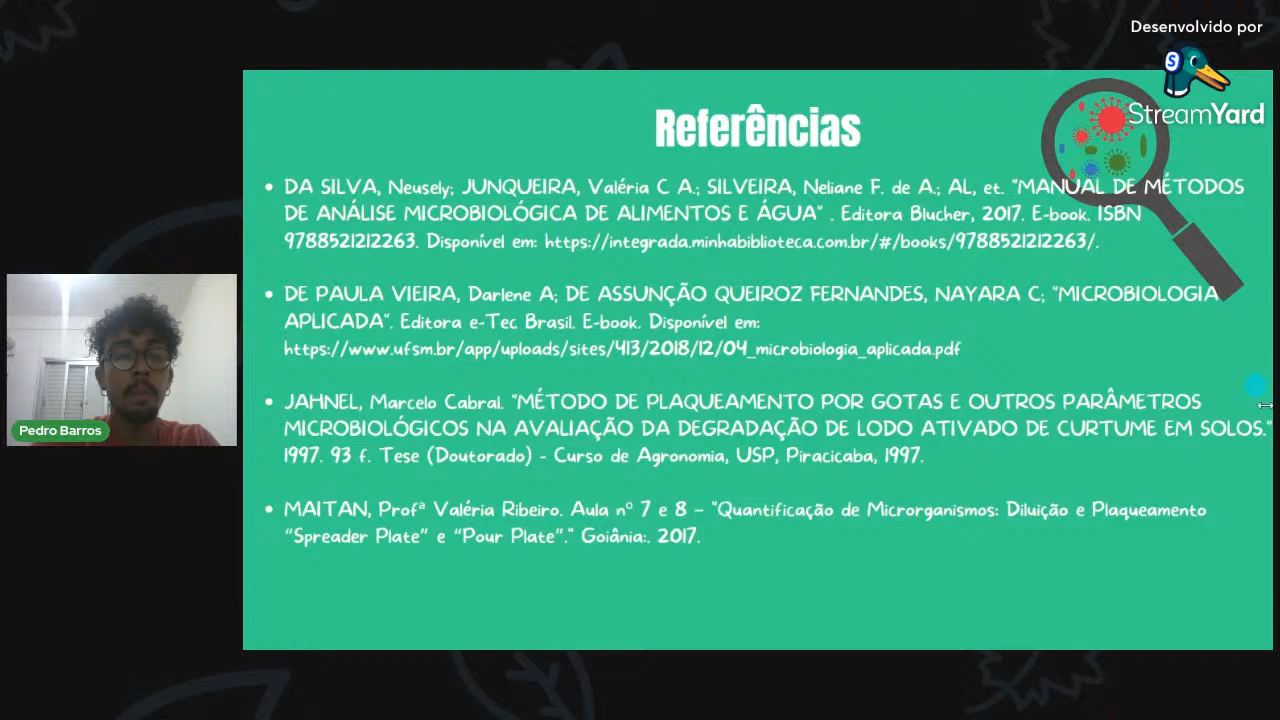 Desenvolvido por
StreamYard
Referências
• DA SILVA, Neusely; JUNQUEIRA, Valéria C A.; SILVEIRA, Neliane F. de A.; AL, et. "MANUAL DE MÉTODOS
DE ANÁLISE MICROBIOLÓGICA DE ALIMENTOS E ÁGUA" . Editora Blucher, 2017. E-book. ISBN
9788521212263. Disponível em: https://integrada.minhabiblioteca.com.br/#/books/9788521212263/.
• DE PAULA VIEIRA, Darlene A; DE ASSUNÇÃO QUEIROZ FERNANDES, NAYARA C; "MICROBIOLOGIA
APLICADA". Editora e-Tec Brasil. E-book. Disponível em:
https://www.ufsm.br/app/uploads/sites/413/2018/12/04_microbiologia_aplicada.pdf
• JAHNEL, Marcelo Cabral. "MÉTODO DE PLAQUEAMENTO POR GOTAS E OUTROS PARÂMETROS
MICROBIOLÓGICOS NA AVALIAÇÃO DA DEGRADAÇÃO DE LODO ATIVADO DE CURTUME EM SOLOS."
1997. 93 f. Tese (Doutorado) - Curso de Agronomia, USP, Piracicaba, 1997.
• MAITAN, Profª Valéria Ribeiro. Aula nº 7 e 8 – "Quantificação de Microrganismos: Diluição e Plaqueamento
"Spreader Plate" e "Pour Plate"." Goiânia:. 2017.
Pedro Barros